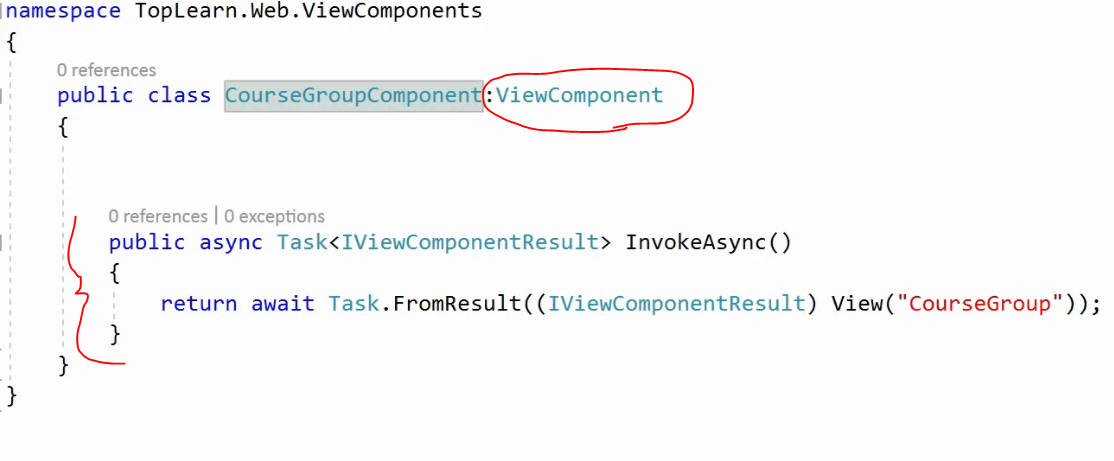 namespace TopLearn.Web.ViewComponents
{
0 references
public class CourseGroupComponent:ViewComponent
{
0 references | 0 exceptions
public async Task<IViewComponentResult> InvokeAsync()
{
return await Task.FromResult((IViewComponentResult) View("CourseGroup"));
}
}
}